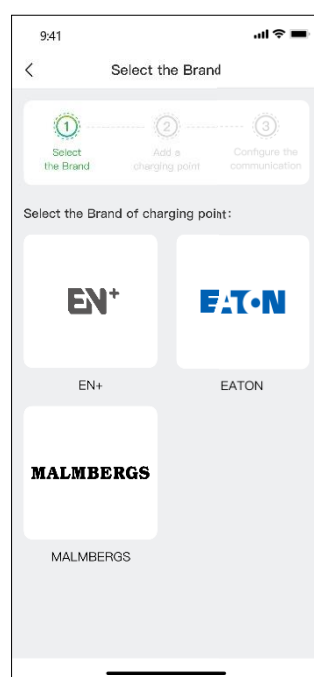 9:41
Select the Brand
1
2
3
Select
the Brand
Add a
charging point
Configure the
communication
Select the Brand of charging point:
EN+
EATON
EN+
EATON
MALMBERGS
MALMBERGS